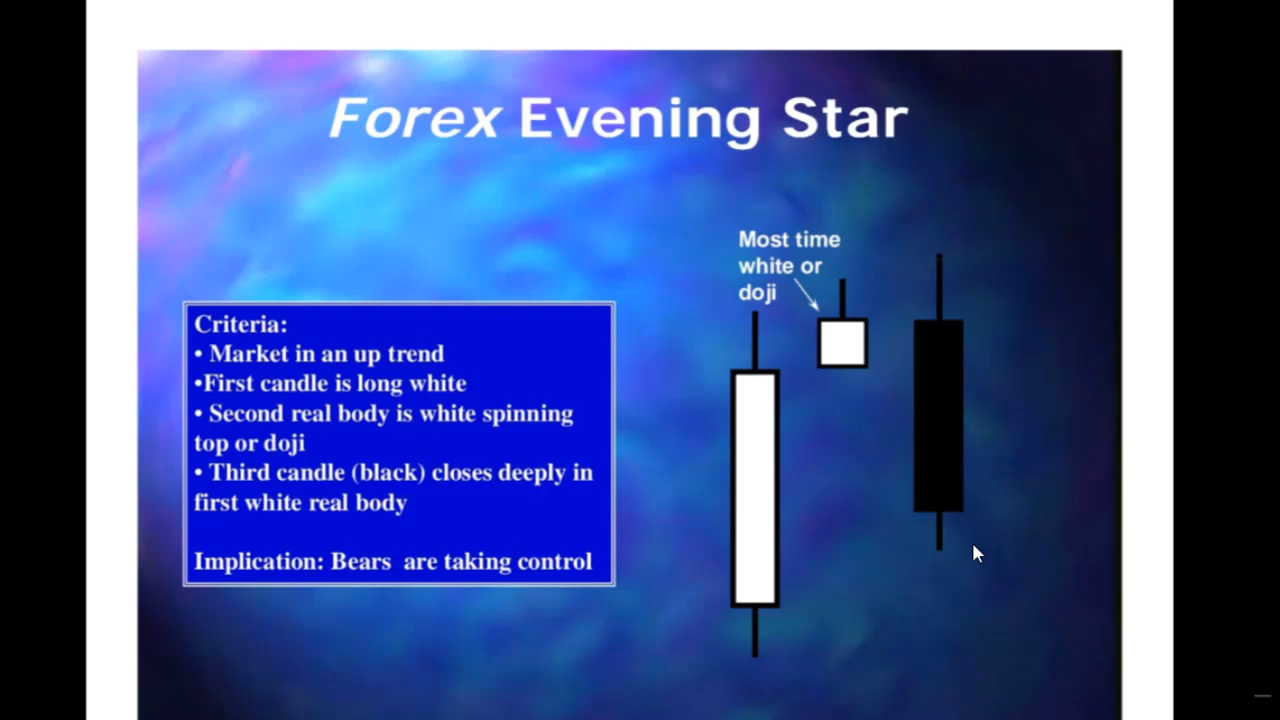 Forex Evening Star
Most time
white or
doji
Criteria:
• Market in an up trend
•First candle is long white
• Second real body is white spinning
top or doji
• Third candle (black) closes deeply in
first white real body
Implication: Bears  are taking control